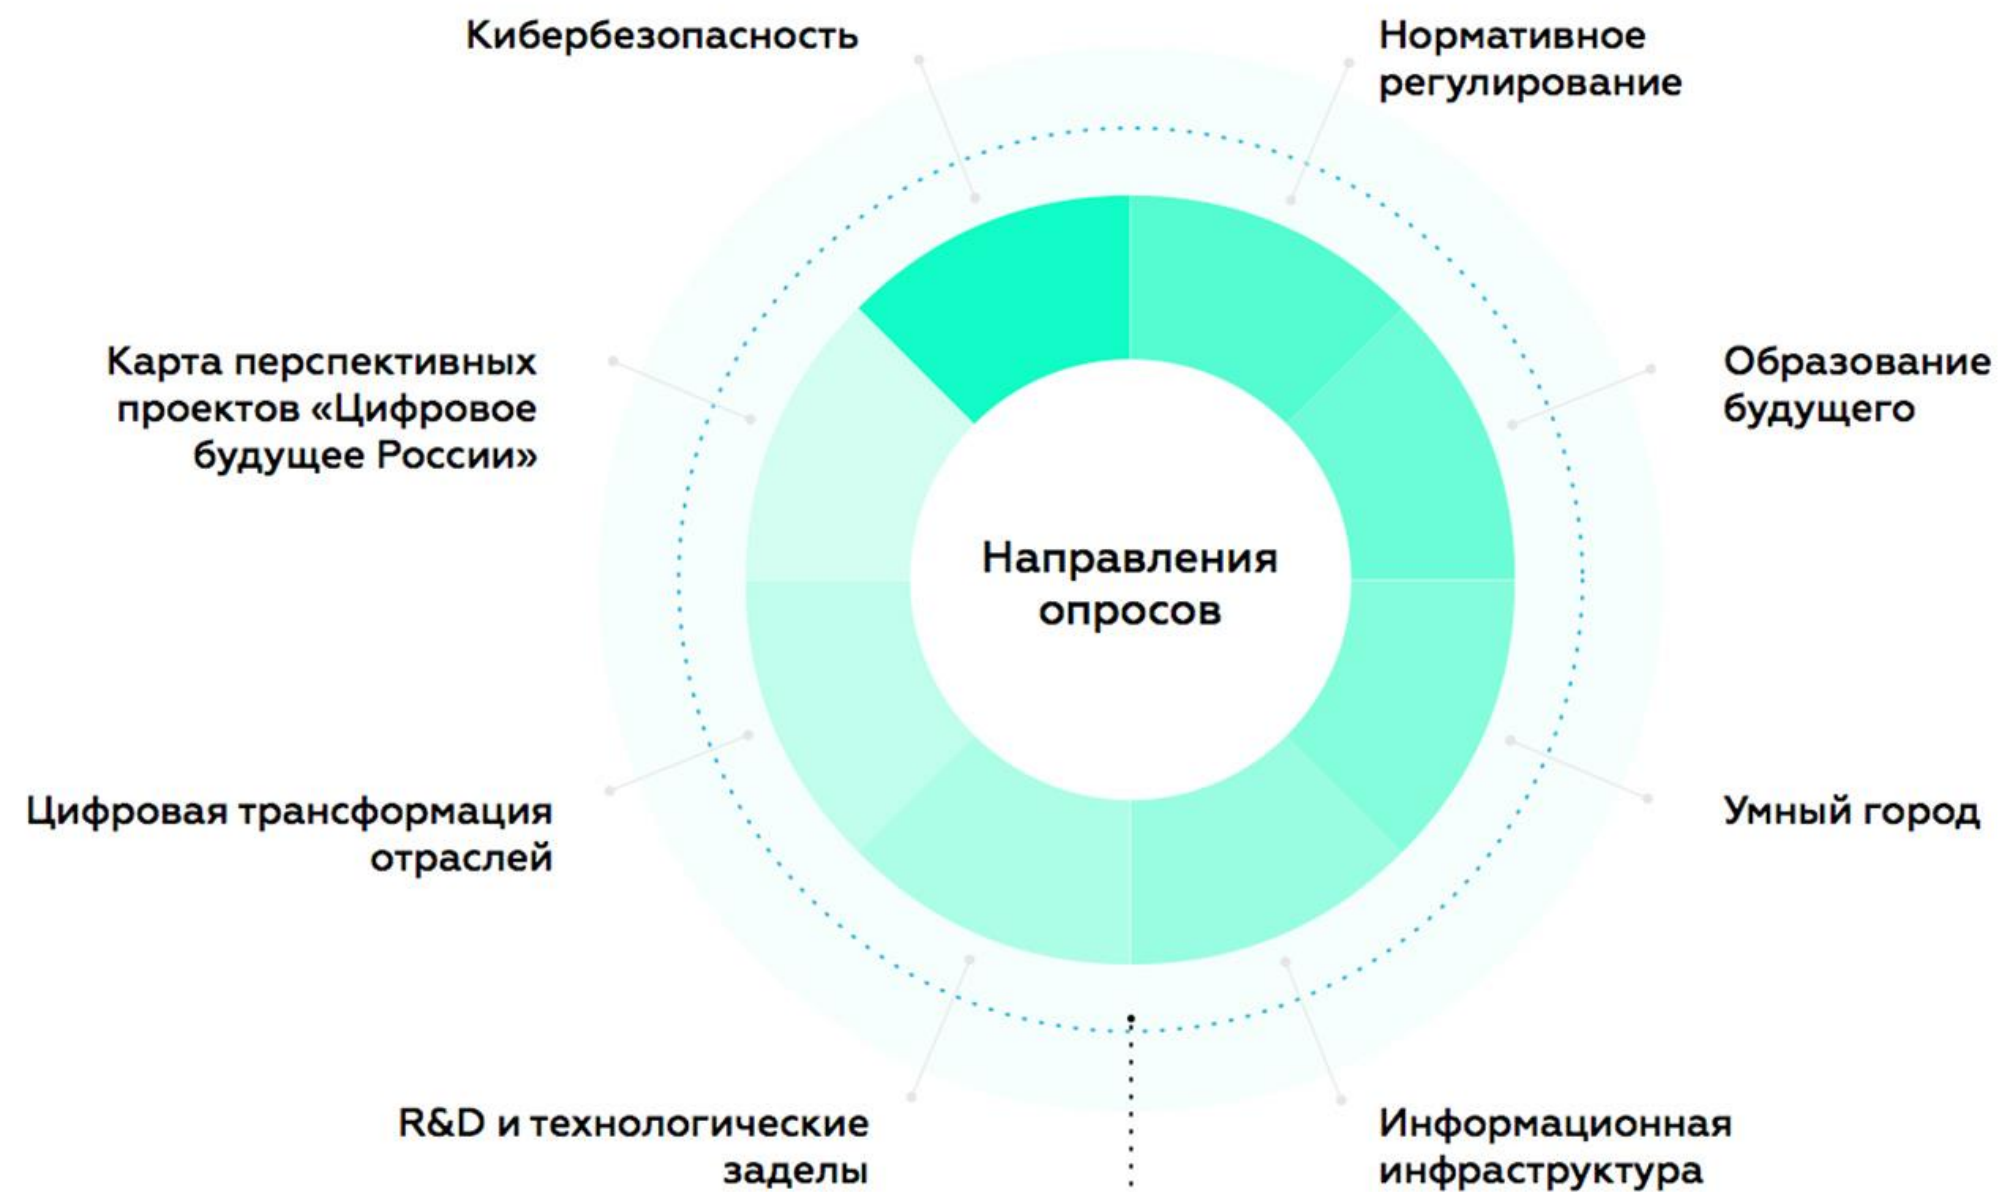 Кибербезопасность
Нормативное
регулирование
Карта перспективных
проектов «Цифровое
будущее России»
Образование
будущего
Направления
опросов
Цифровая трансформация
отраслей
Умный город
R&D и технологические
заделы
Информационная
инфраструктура